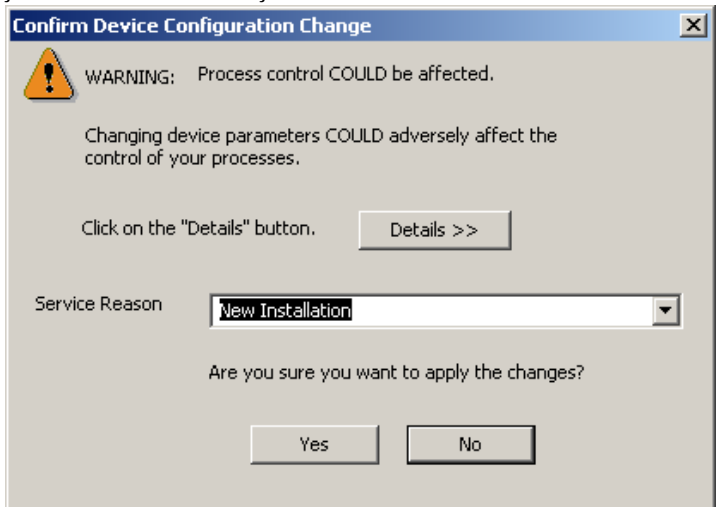 Confirm Device Configuration Change
WARNING: Process control COULD be affected.
Changing device parameters COULD adversely affect the
control of your processes.
Click on the "Details" button. Details >>
Service Reason New Installation
Are you sure you want to apply the changes?
Yes No